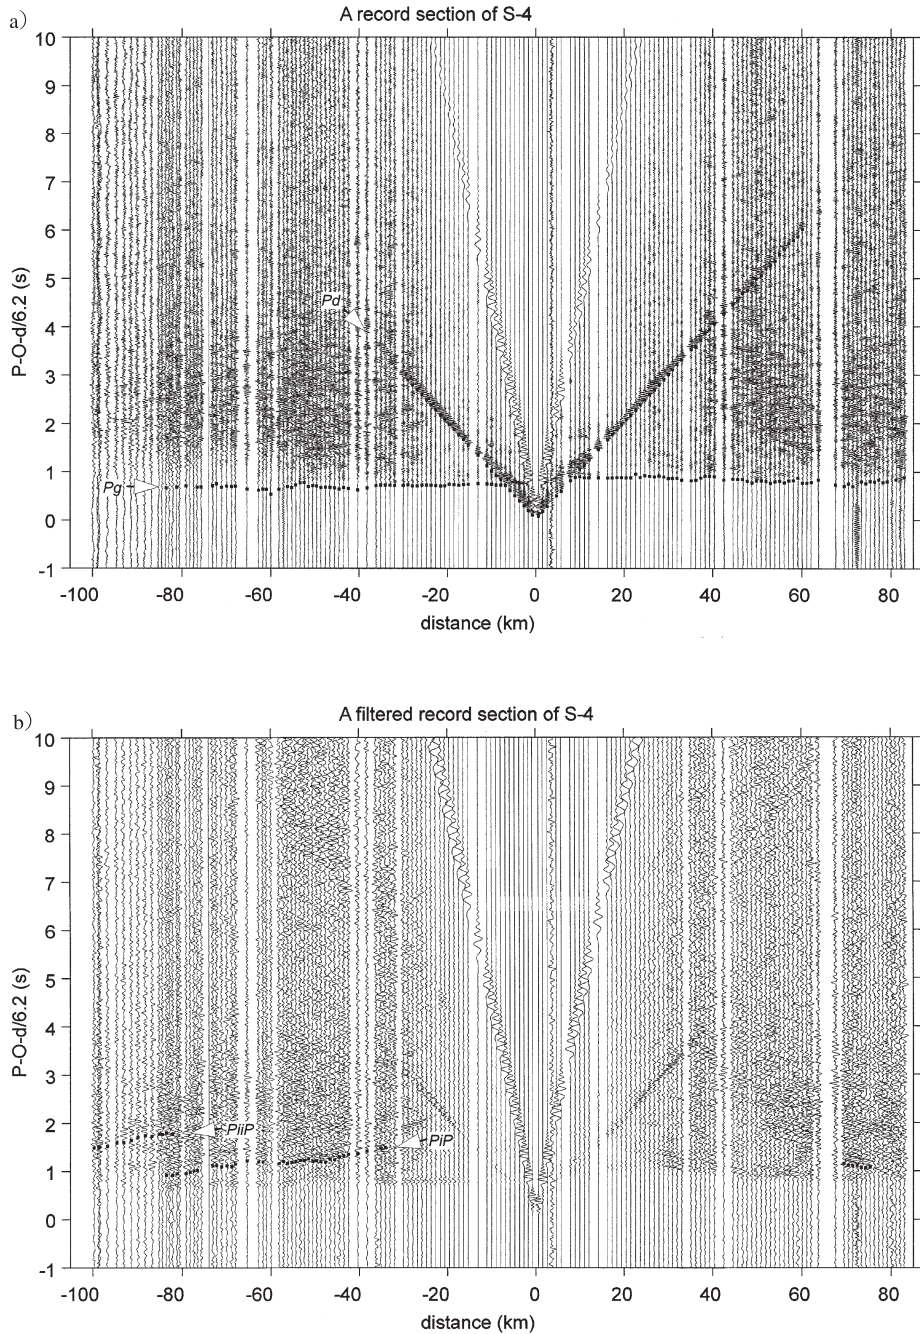 a)
A record section of S-4
10
9
8
7
6
5
4
3
2
1
0
-1
P-O-d/6.2 (s)
Pd
Pg
-100 -80 -60 -40 -20 0 20 40 60 80
distance (km)
b)
A filtered record section of S-4
10
9
8
7
6
5
4
3
2
1
0
-1
P-O-d/6.2 (s)
PiiP
PiP
-100 -80 -60 -40 -20 0 20 40 60 80
distance (km)